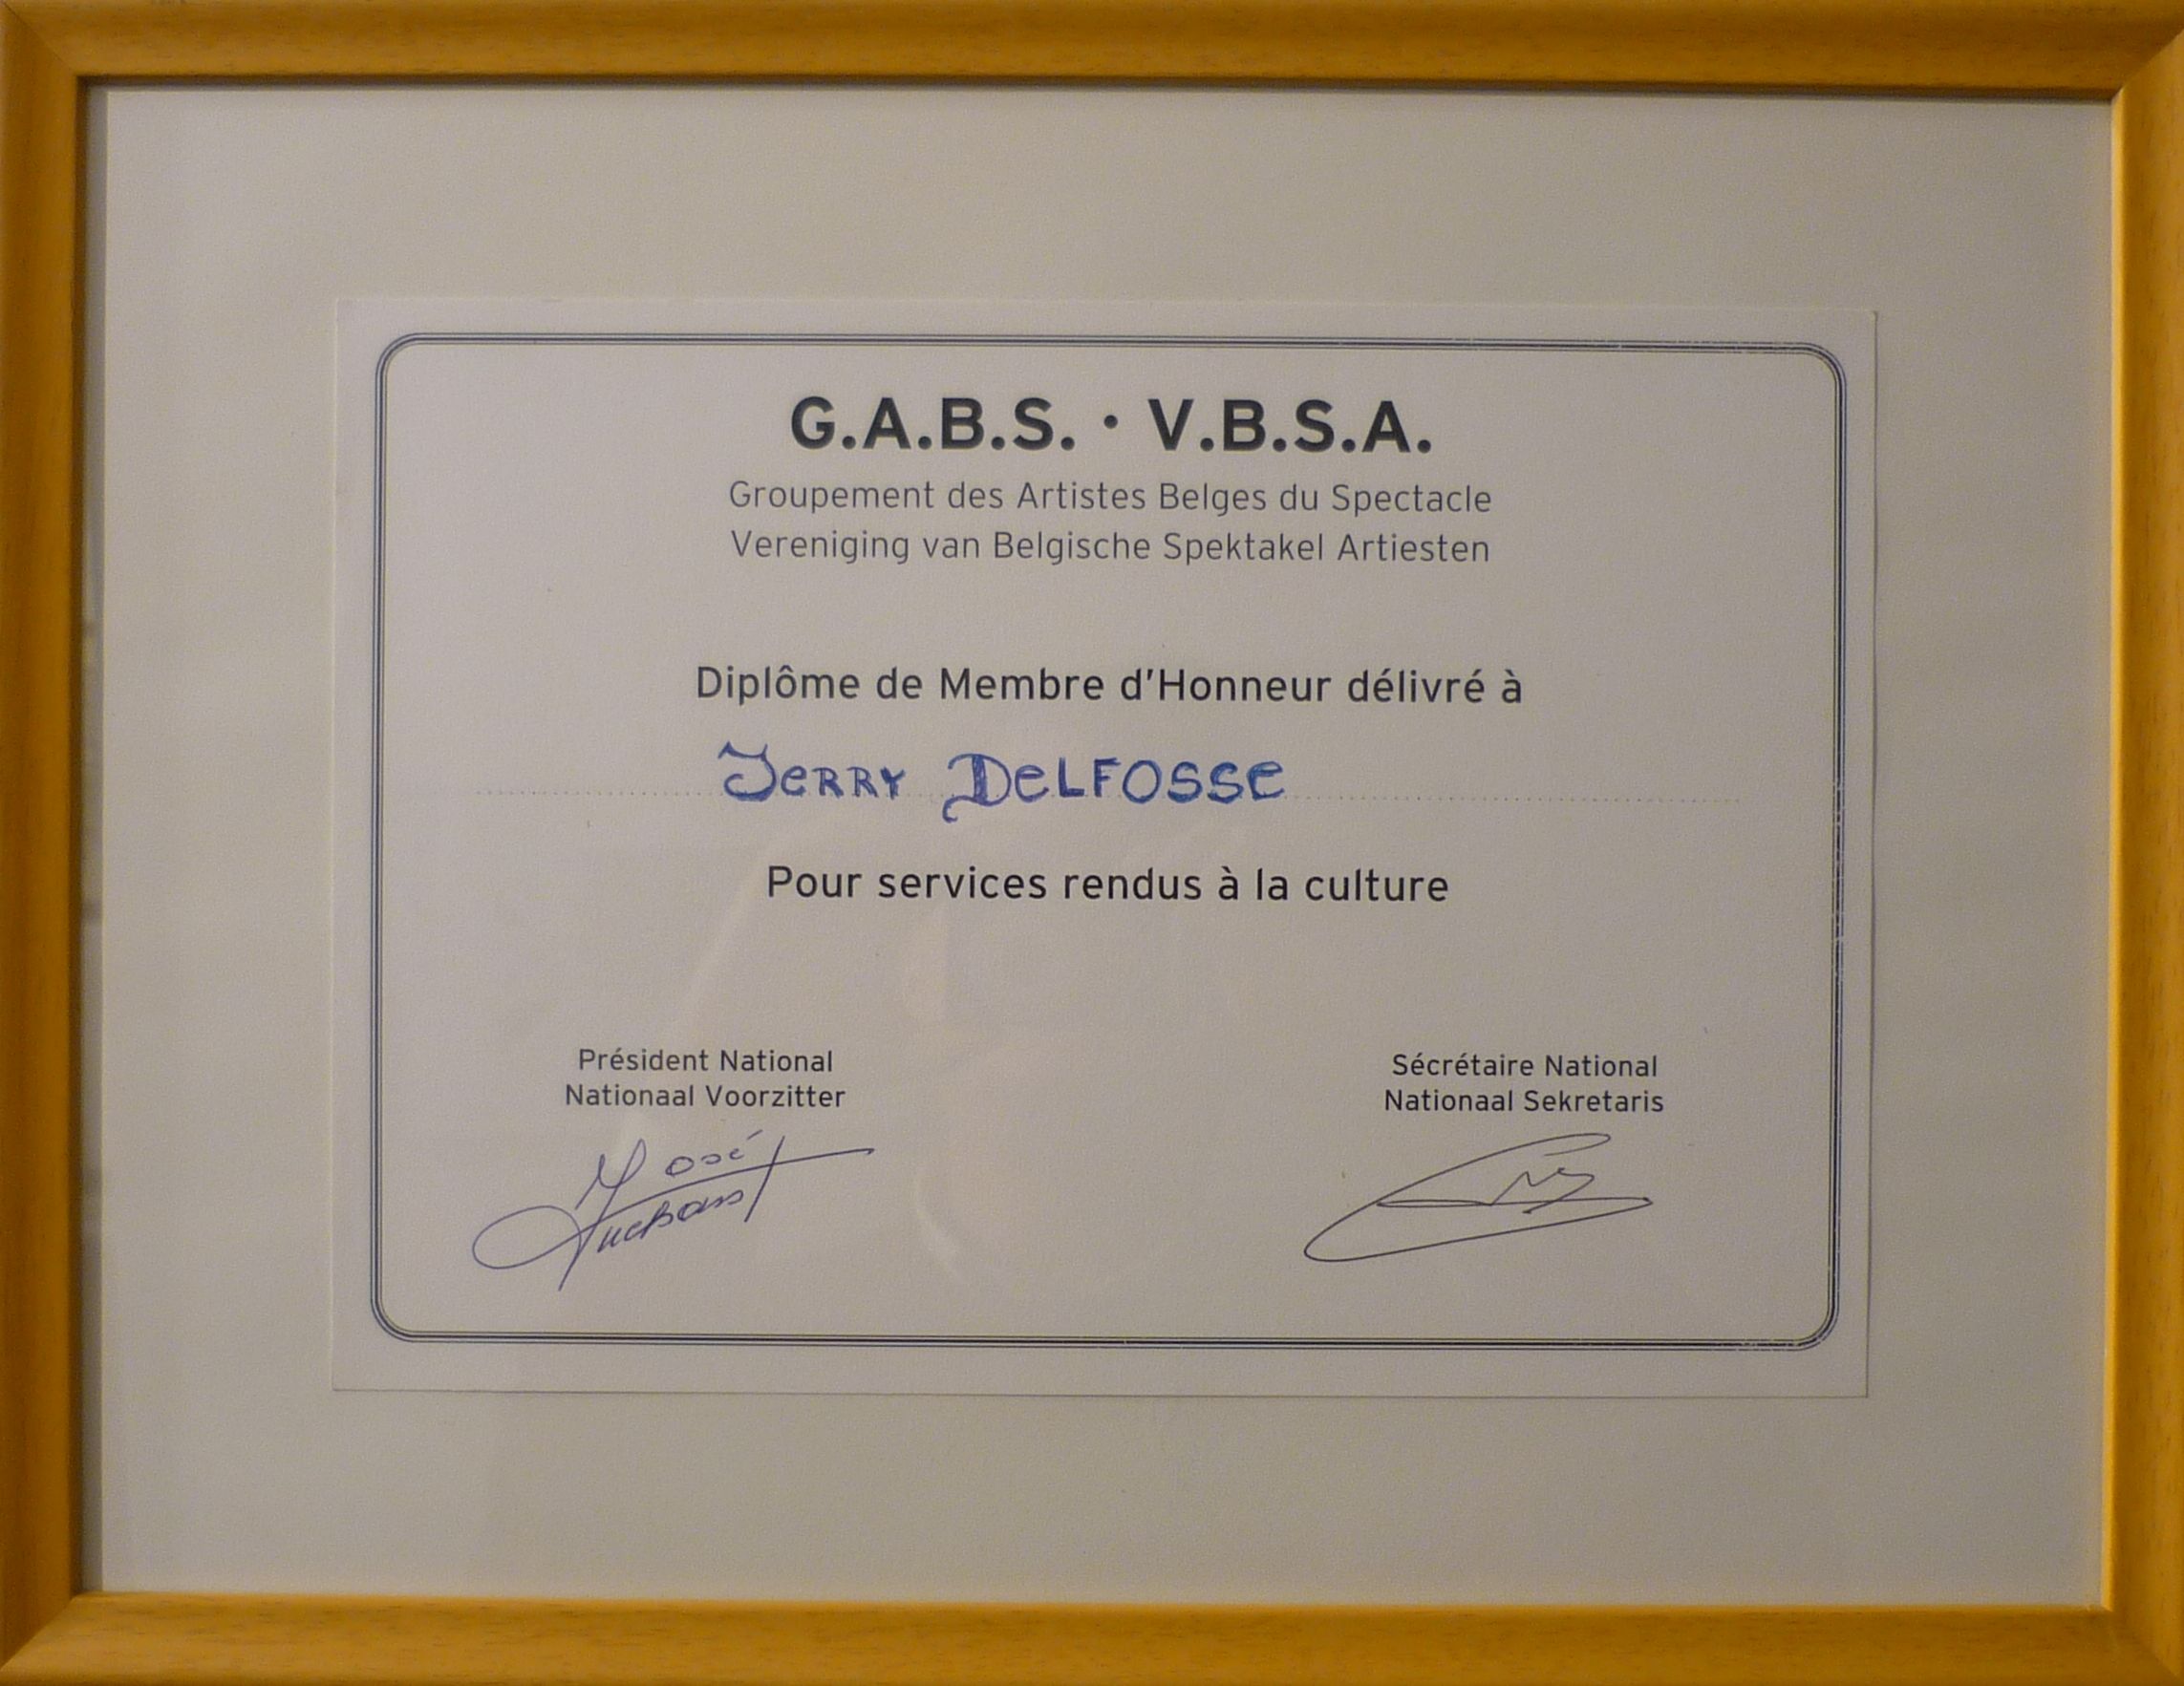 G.A.B.S. · V.B.S.A.
Groupement des Artistes Belges du Spectacle
Vereniging van Belgische Spektakel Artiesten
Diplôme de Membre d'Honneur délivré à
JERRY DELFOSSE
Pour services rendus à la culture
Président National
Nationaal Voorzitter
Sécrétaire National
Nationaal Sekretaris
José